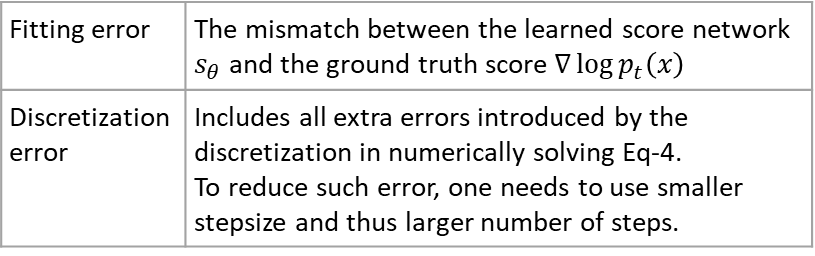 Fitting error
The mismatch between the learned score network
𝑠𝜃 and the ground truth score ∇ log 𝑝𝑡(𝑥)
Discretization
error
Includes all extra errors introduced by the
discretization in numerically solving Eq-4.
To reduce such error, one needs to use smaller
stepsize and thus larger number of steps.